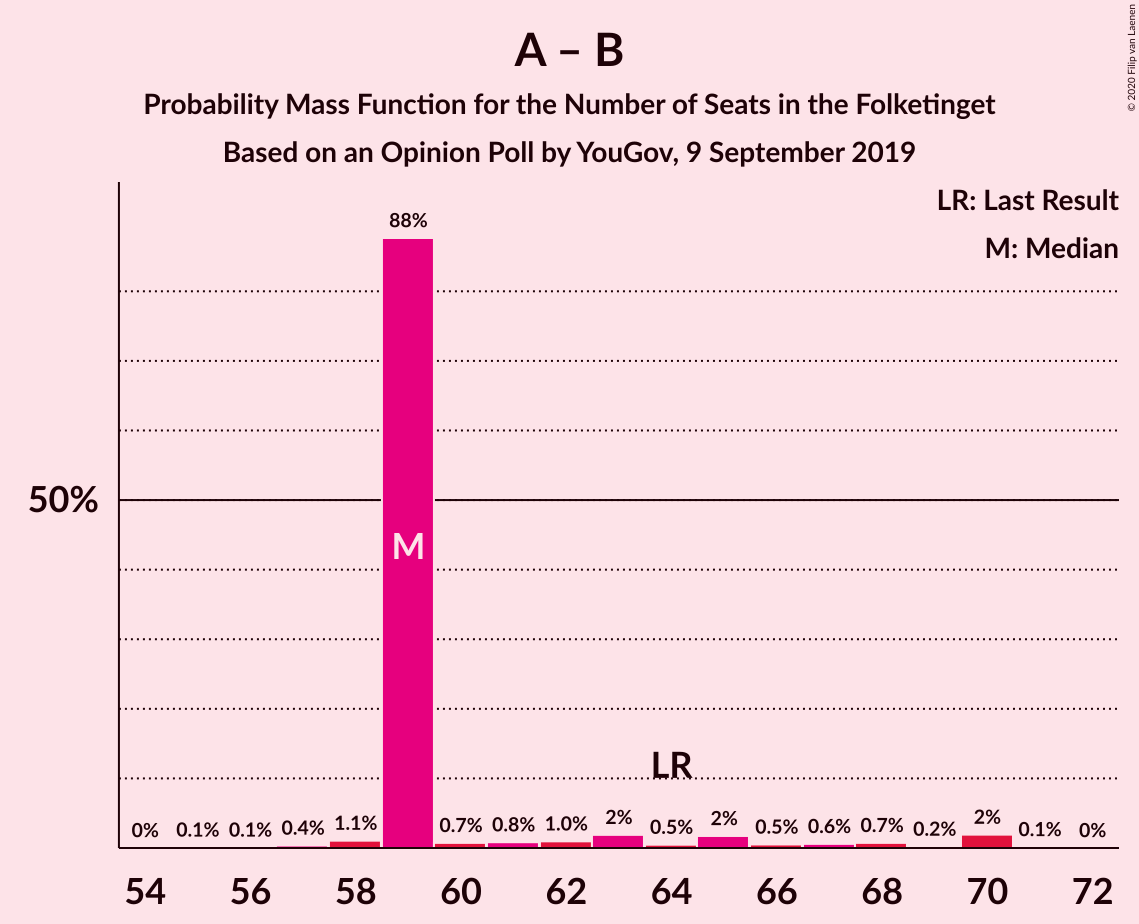 A – B
Probability Mass Function for the Number of Seats in the Folketinget
Based on an Opinion Poll by YouGov, 9 September 2019
© 2020 Filip van Laenen
LR: Last Result
M: Median
88%
50%
M
LR
0% 0.1% 0.1% 0.4% 1.1% 0.7% 0.8% 1.0% 2% 0.5% 2% 0.5% 0.6% 0.7% 0.2% 2% 0.1% 0%
54 56 58 60 62 64 66 68 70 72